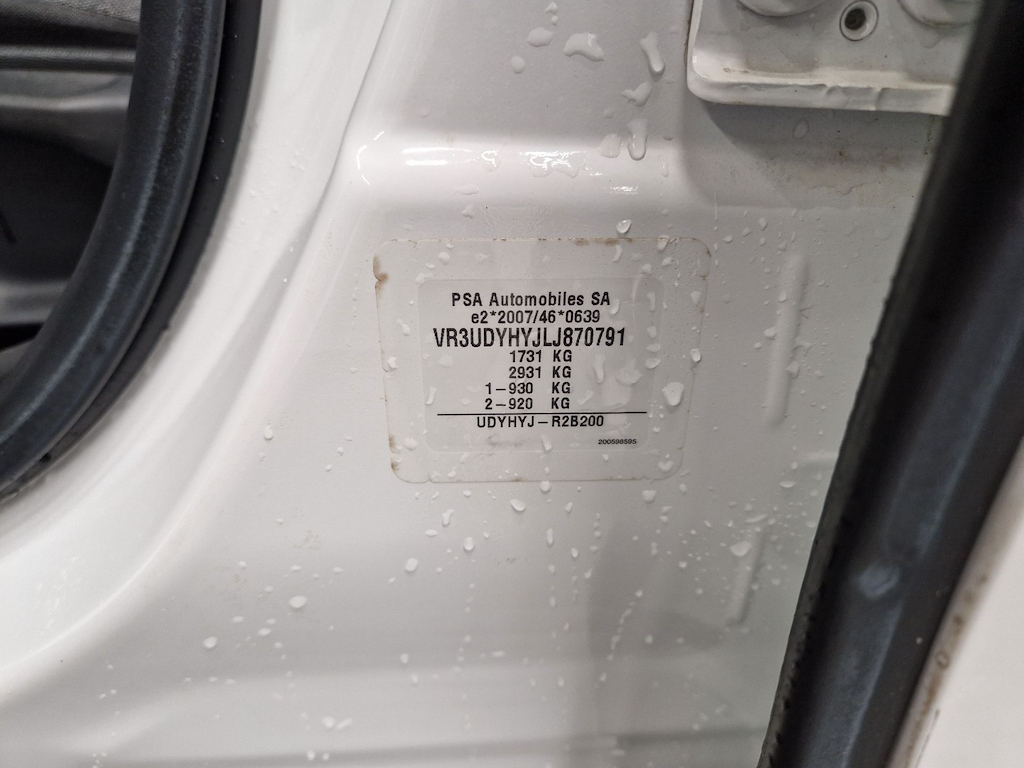 PSA Automobiles SA
e2*2007/46*0639
VR3UDYHYJLJ870791
1731 KG
2931 KG
1-930 KG
2-920 KG
UDYHYJ-R2B200
200598595